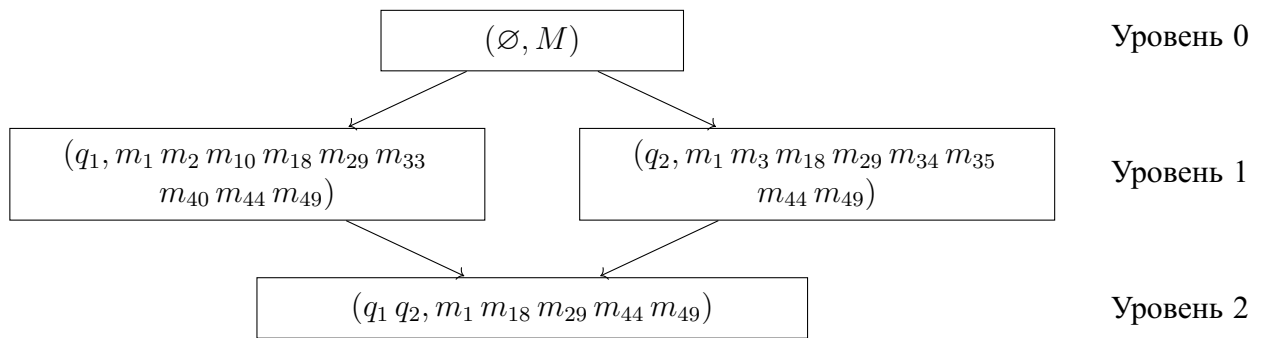 (∅, M)
Уровень 0
(q₁, m₁ m₂ m₁₀ m₁₈ m₂₉ m₃₃
m₄₀ m₄₄ m₄₉)
(q₂, m₁ m₃ m₁₈ m₂₉ m₃₄ m₃₅
m₄₄ m₄₉)
Уровень 1
(q₁ q₂, m₁ m₁₈ m₂₉ m₄₄ m₄₉)
Уровень 2